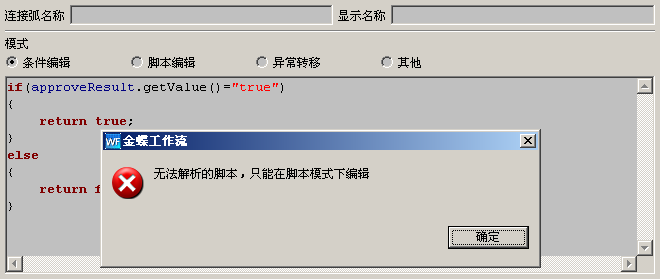 连接弧名称 显示名称
模式
条件编辑 脚本编辑 异常转移 其他
if(approveResult.getValue()="true")
{
return true;
}
else
{
return f
}
WF 金蝶工作流
无法解析的脚本，只能在脚本模式下编辑
确定